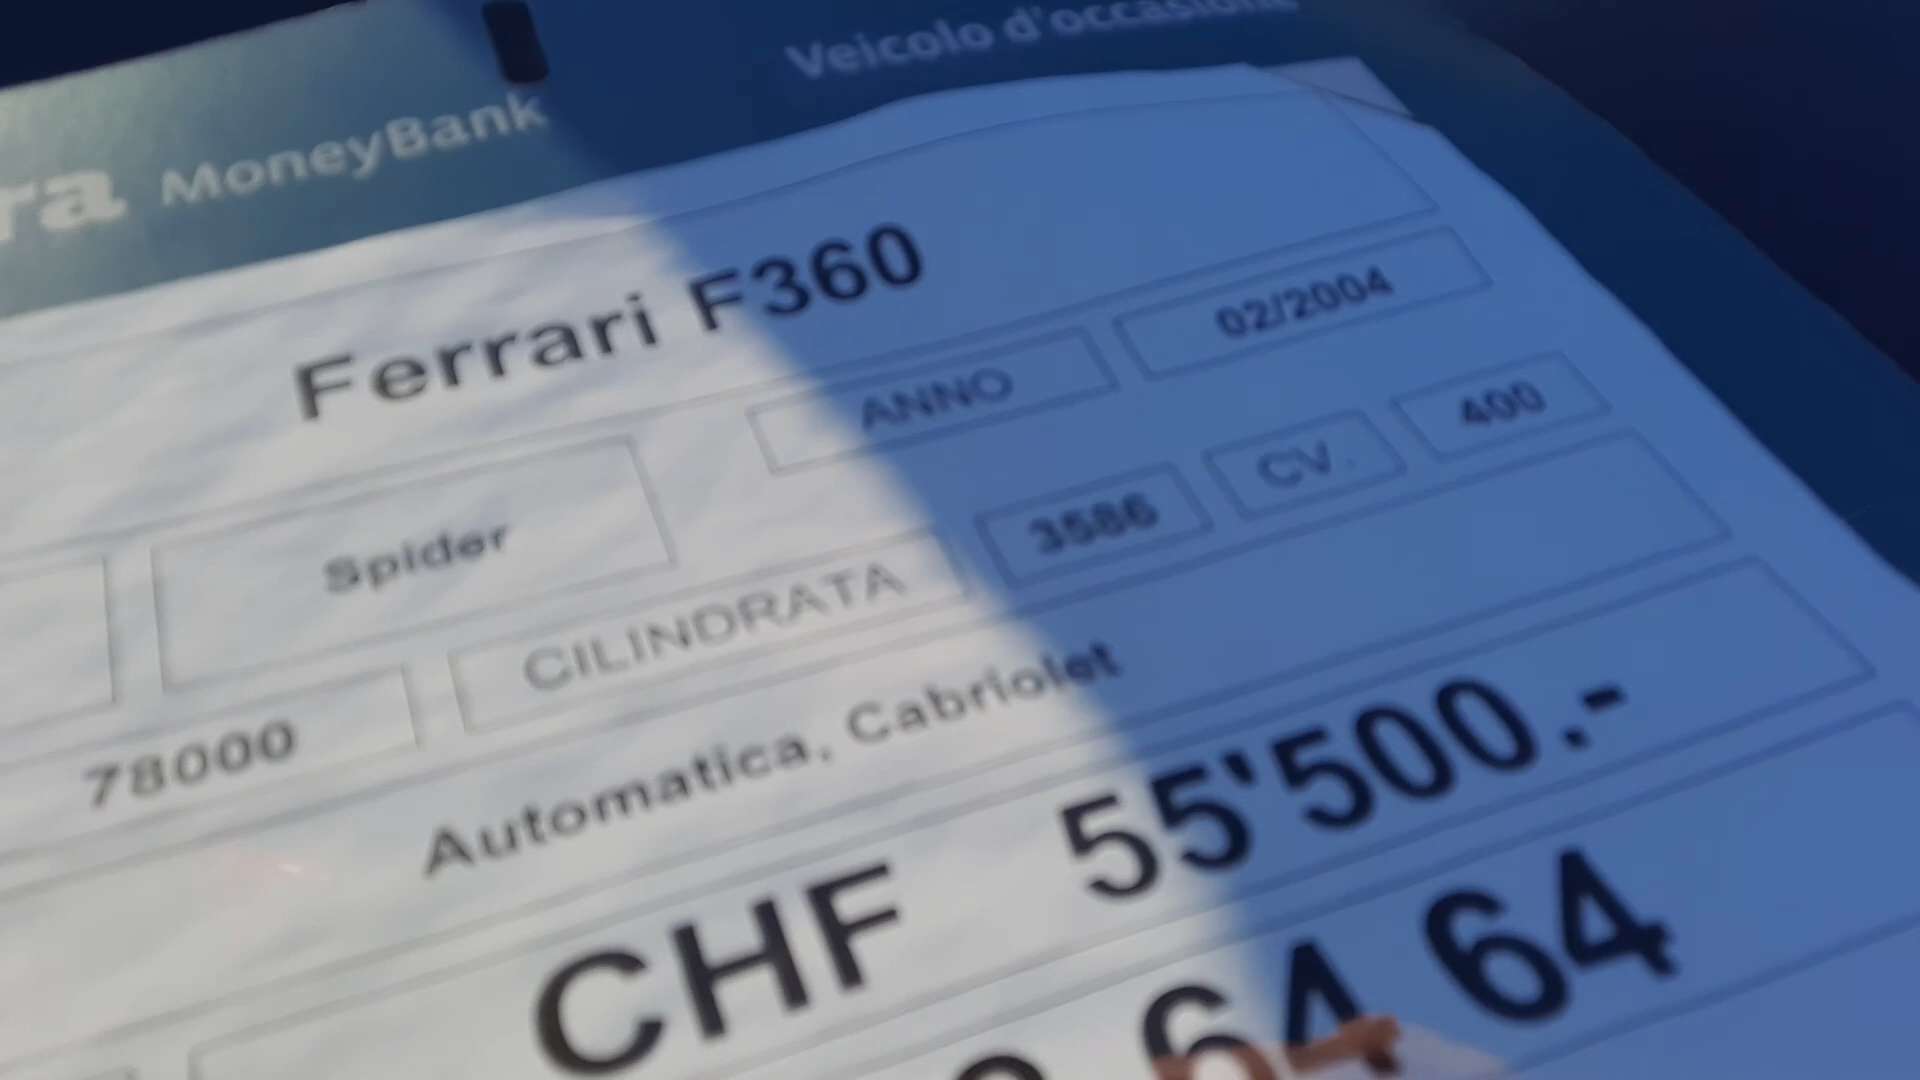 ra MoneyBank
Veicolo d'occasione
Ferrari F360
Spider
ANNO
02/2004
78000
CILINDRATA
3586
CV.
400
Automatica, Cabriolet
CHF 55'500.-
64 64